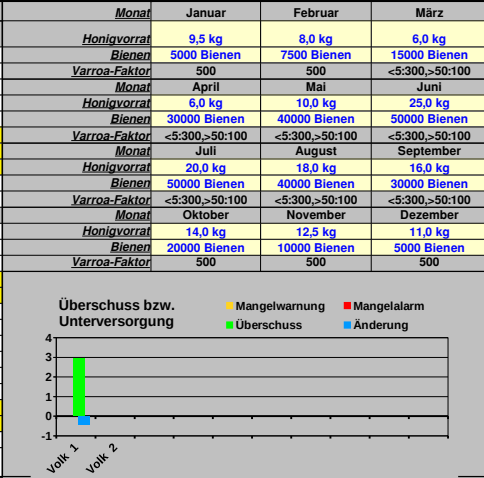 Monat Januar Februar März
Honigvorrat 9,5 kg 8,0 kg 6,0 kg
Bienen 5000 Bienen 7500 Bienen 15000 Bienen
Varroa-Faktor 500 500 <5:300,>50:100
Monat April Mai Juni
Honigvorrat 6,0 kg 10,0 kg 25,0 kg
Bienen 30000 Bienen 40000 Bienen 50000 Bienen
Varroa-Faktor <5:300,>50:100 <5:300,>50:100 <5:300,>50:100
Monat Juli August September
Honigvorrat 20,0 kg 18,0 kg 16,0 kg
Bienen 50000 Bienen 40000 Bienen 30000 Bienen
Varroa-Faktor <5:300,>50:100 <5:300,>50:100 <5:300,>50:100
Monat Oktober November Dezember
Honigvorrat 14,0 kg 12,5 kg 11,0 kg
Bienen 20000 Bienen 10000 Bienen 5000 Bienen
Varroa-Faktor 500 500 500
Überschuss bzw.
Unterversorgung
Mangelwarnung Mangelalarm
Überschuss Änderung
4
3
2
1
0
-1
Volk 1
Volk 2